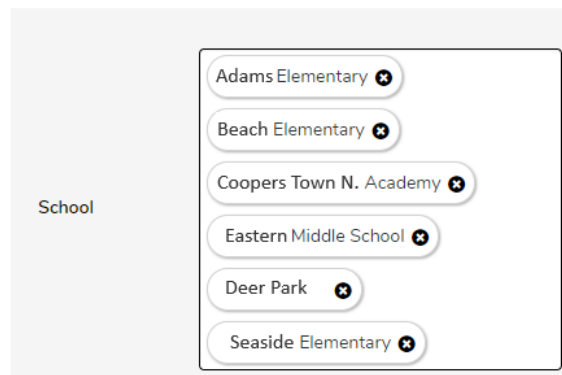 Adams Elementary
Beach Elementary
Coopers Town N. Academy
School
Eastern Middle School
Deer Park
Seaside Elementary